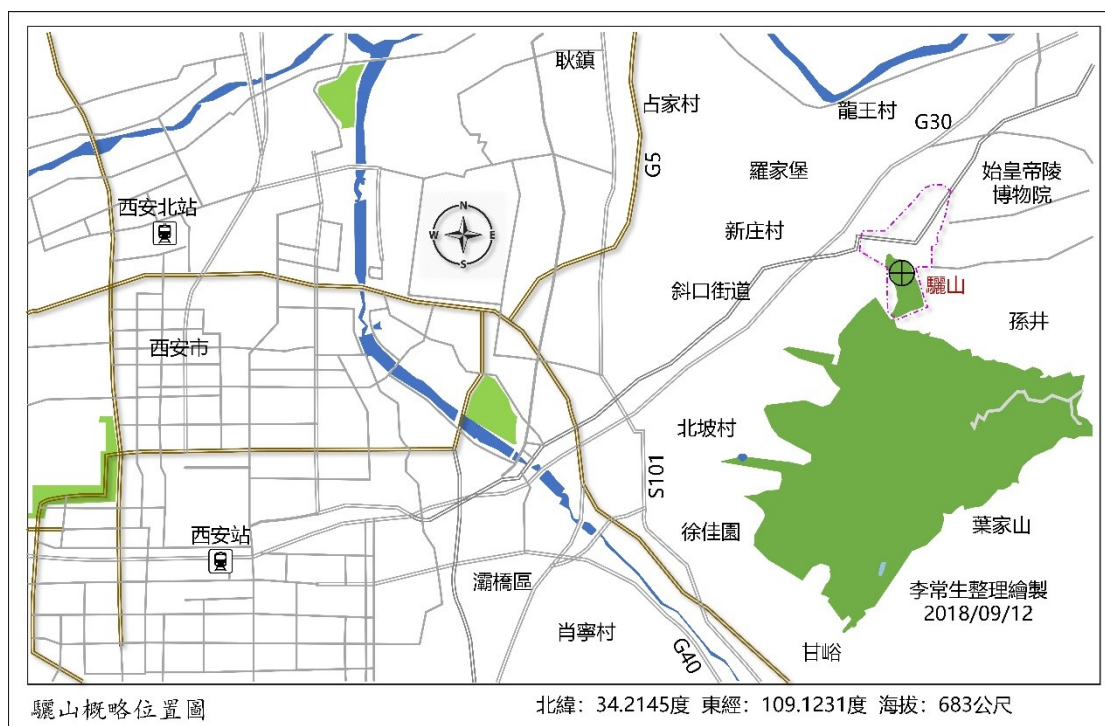 耿鎮
占家村
龍王村
G30
G5
羅家堡
始皇帝陵
博物院
西安北站
N
W
E
S
新庄村
斜口街道
驪山
孫井
西安市
北坡村
S101
徐佳園
葉家山
西安站
灞橋區
李常生整理繪製
2018/09/12
肖寧村
G40
甘峪
驪山概略位置圖
北緯：34.2145度 東經：109.1231度 海拔：683公尺